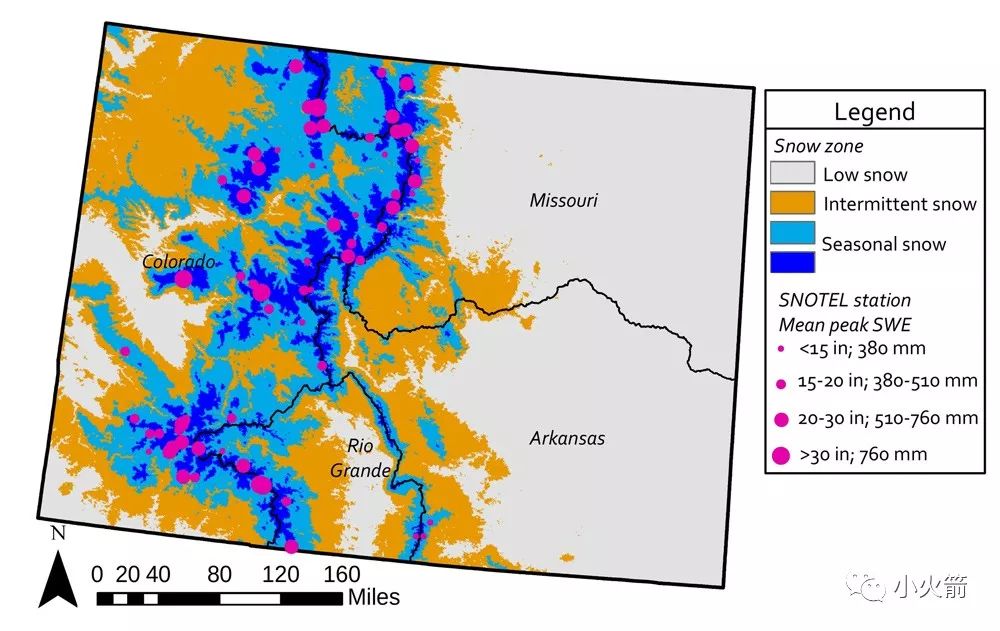 Missouri
Colorado
Arkansas
Rio
Grande
N
0 20 40 80 120 160
Miles
Legend
Snow zone
Low snow
Intermittent snow
Seasonal snow
SNOTEL station
Mean peak SWE
<15 in; 380 mm
15-20 in; 380-510 mm
20-30 in; 510-760 mm
>30 in; 760 mm
小火箭